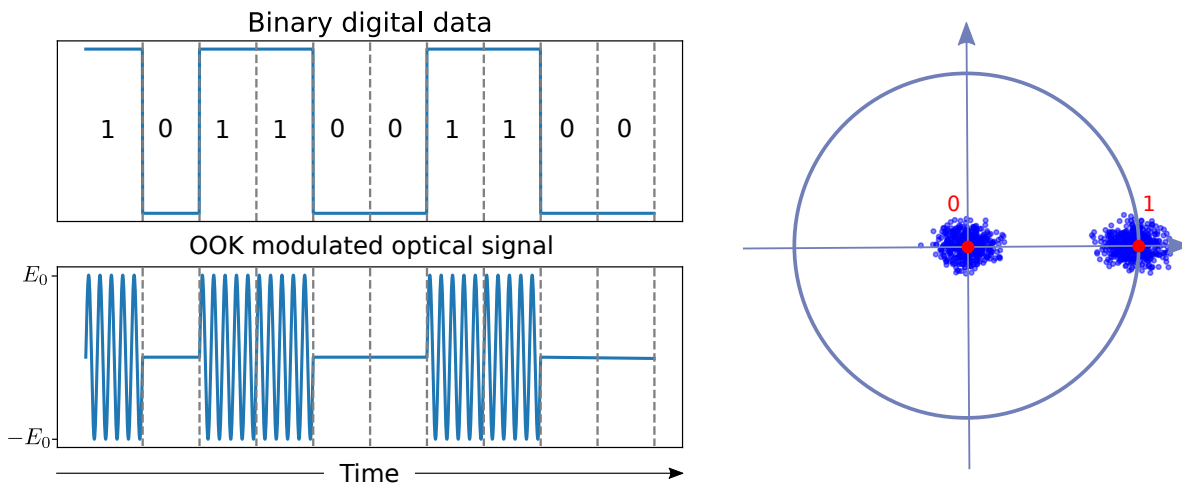 Binary digital data
1 0 1 1 0 0 1 1 0 0
OOK modulated optical signal
E₀
−E₀
Time
0
1